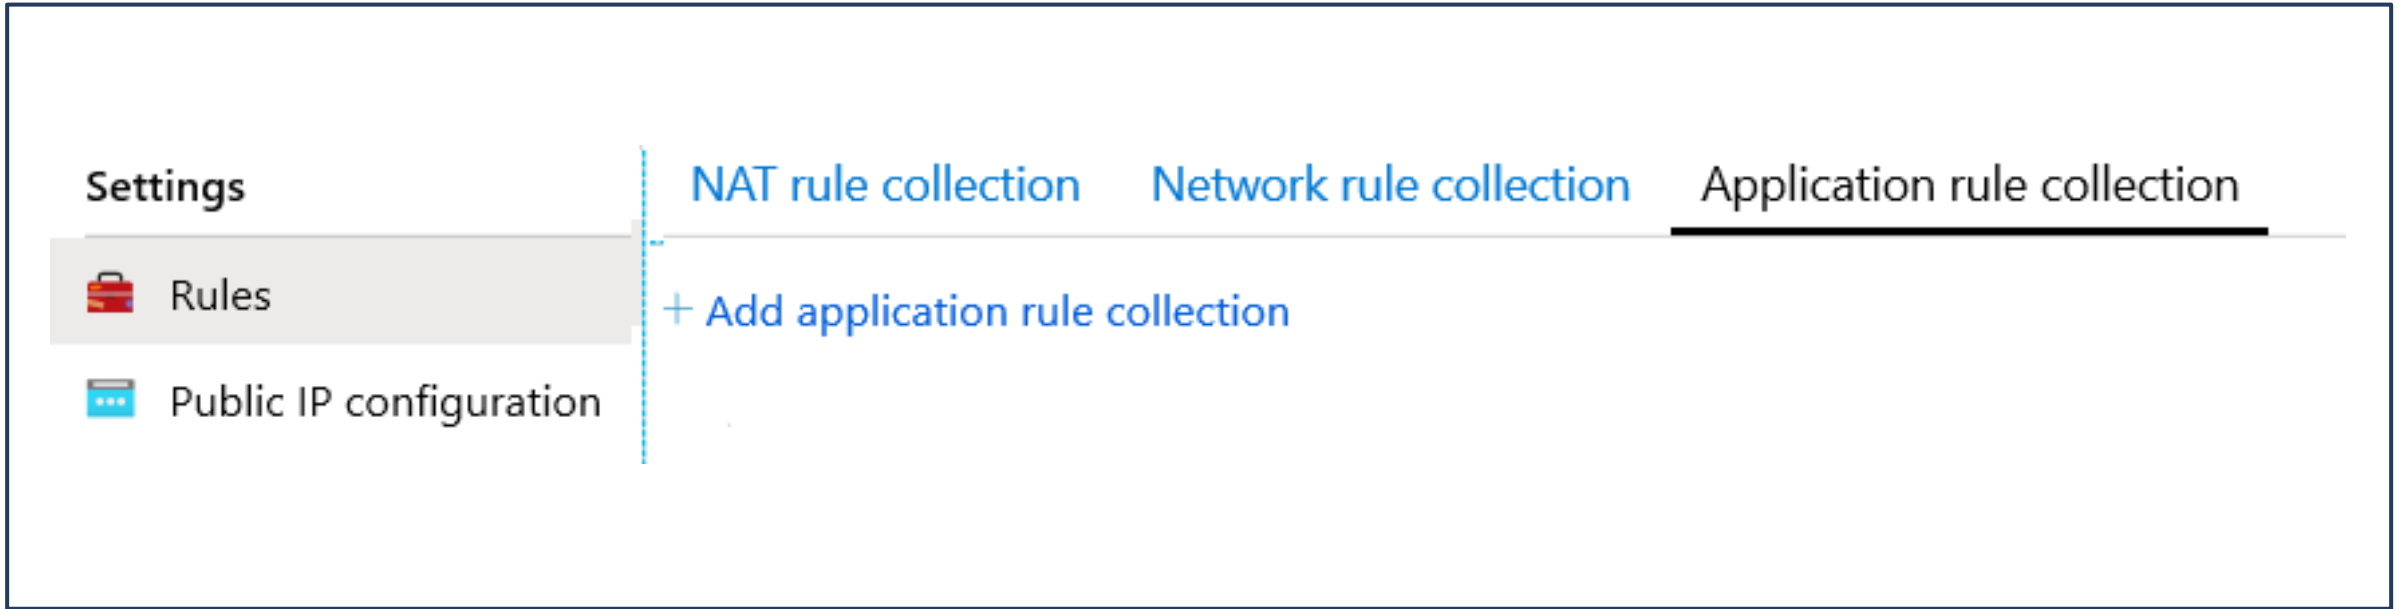 Settings
Rules
Public IP configuration
NAT rule collection
Network rule collection
Application rule collection
+ Add application rule collection